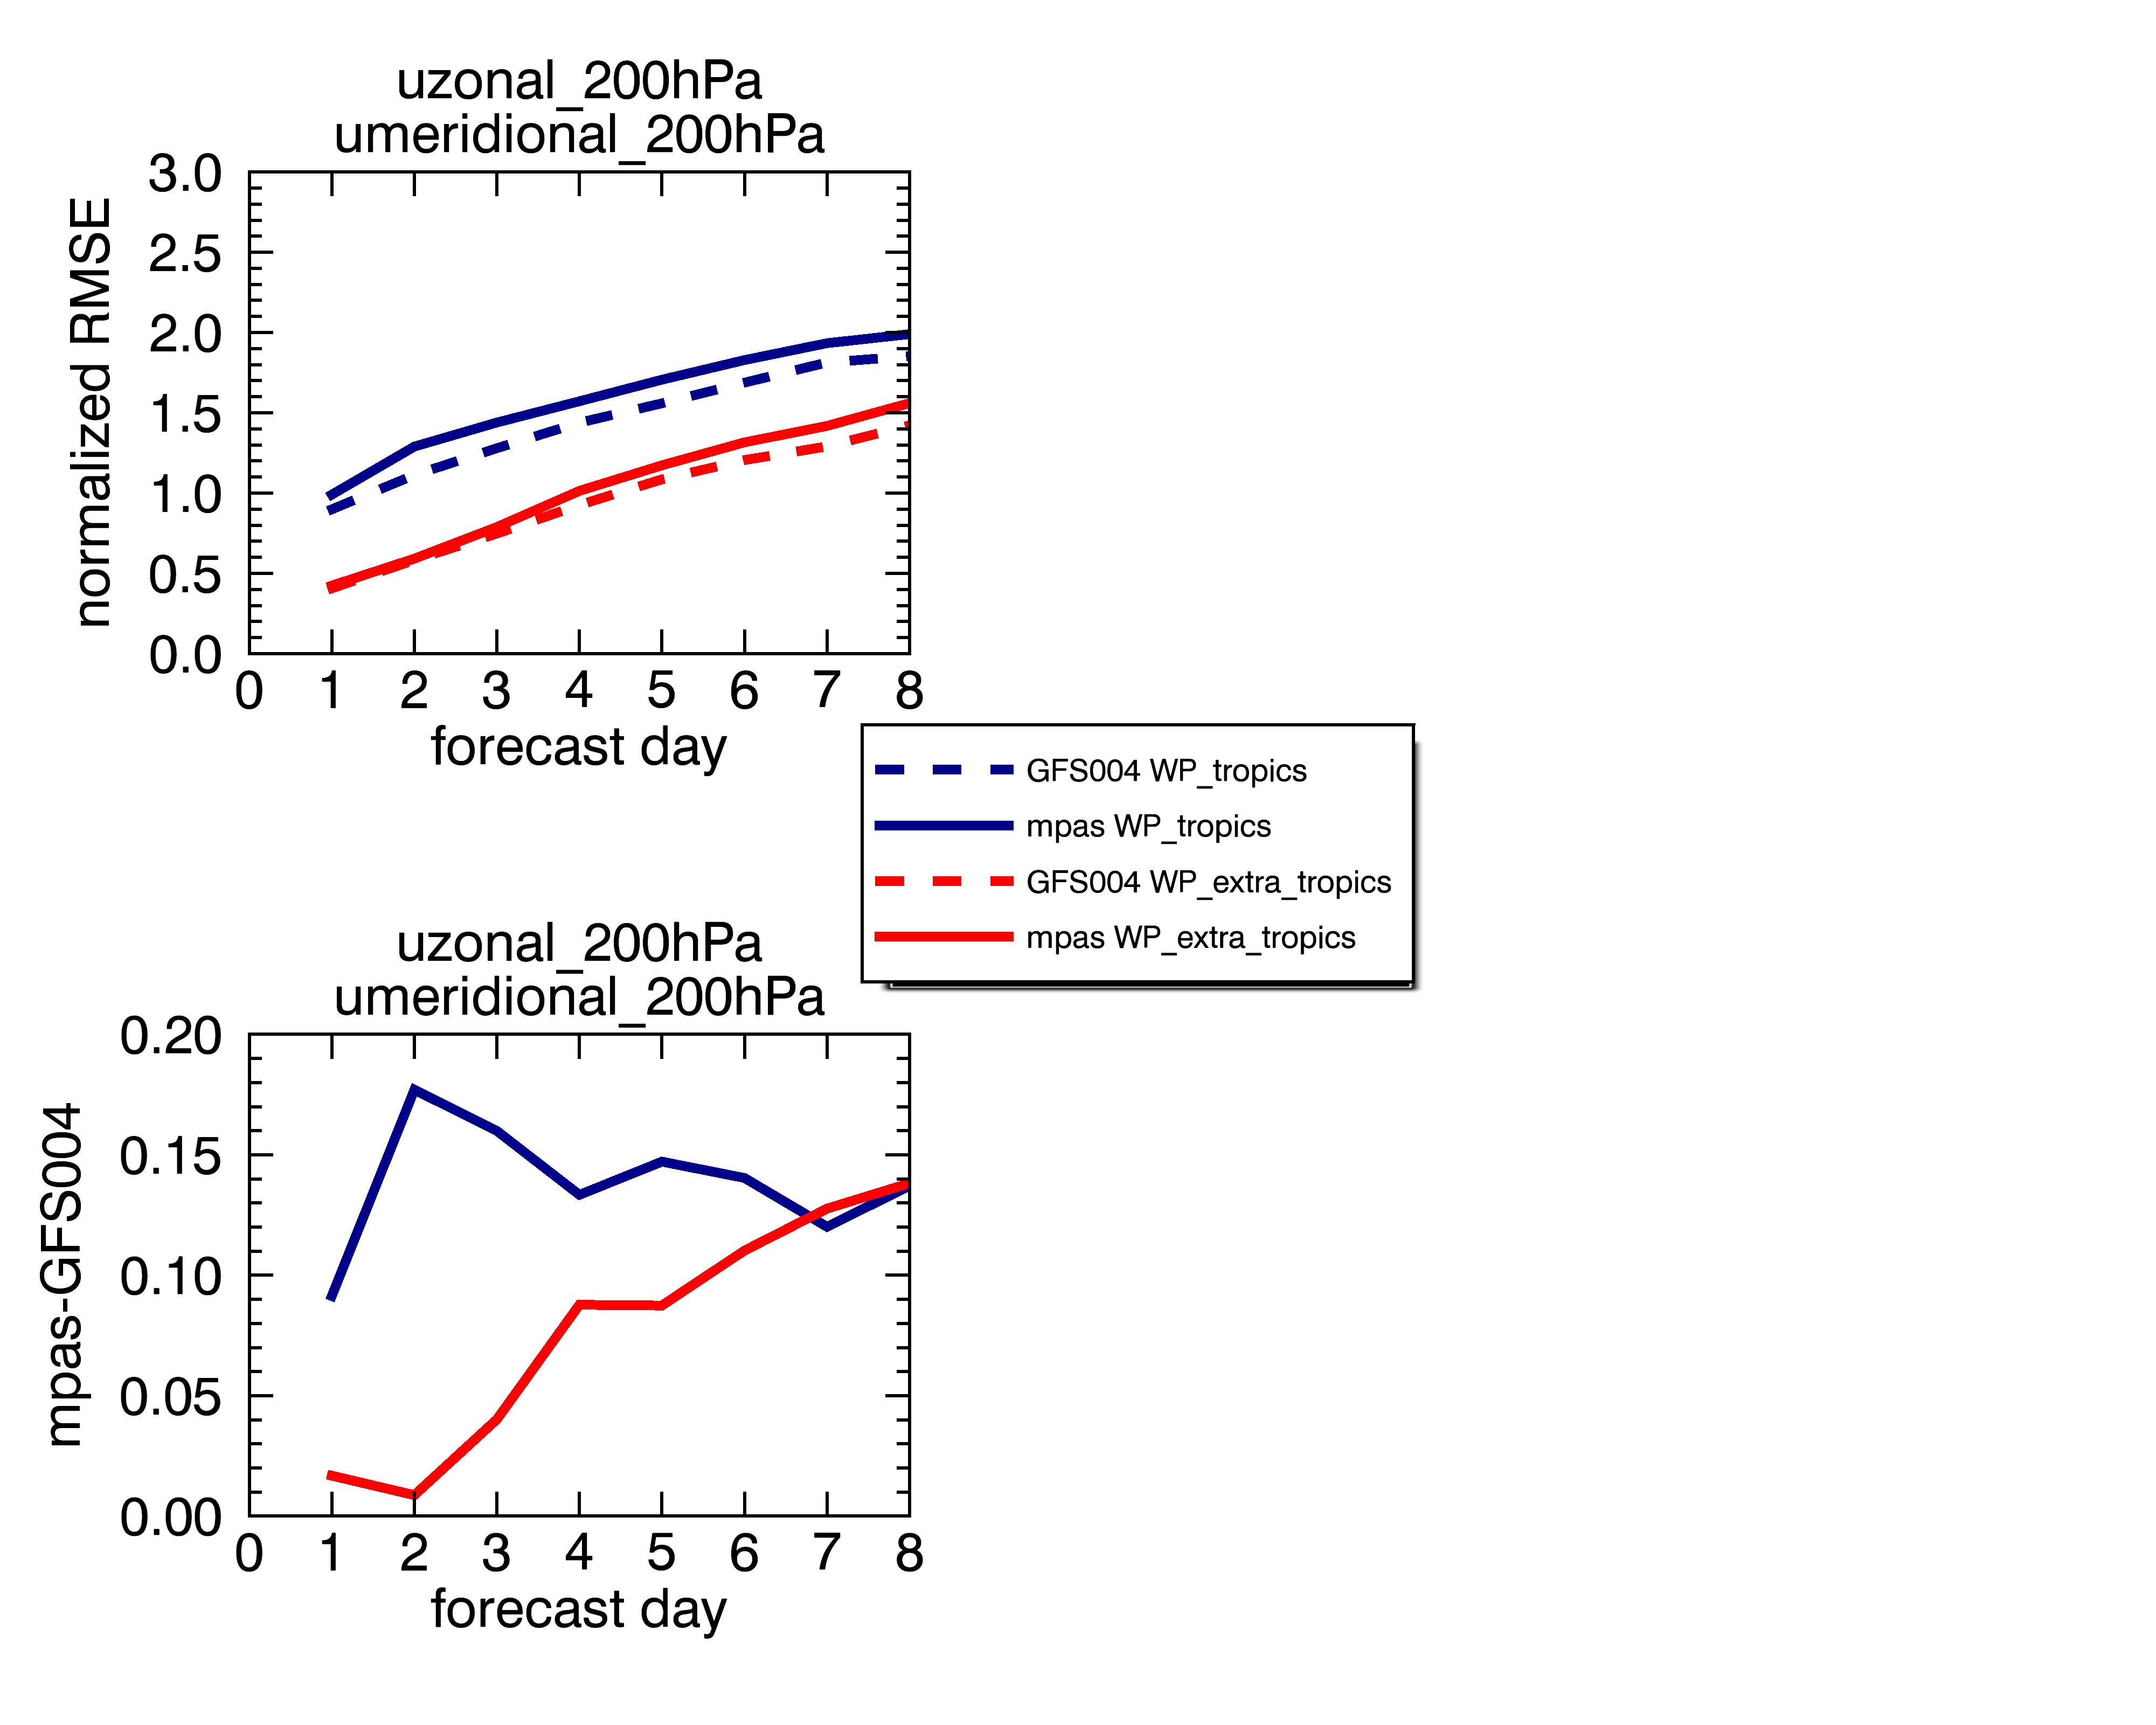 uzonal_200hPa
umeridional_200hPa
normalized RMSE
3.0
2.5
2.0
1.5
1.0
0.5
0.0
0 1 2 3 4 5 6 7 8
forecast day
GFS004 WP_tropics
mpas WP_tropics
GFS004 WP_extra_tropics
mpas WP_extra_tropics
uzonal_200hPa
umeridional_200hPa
mpas-GFS004
0.20
0.15
0.10
0.05
0.00
0 1 2 3 4 5 6 7 8
forecast day